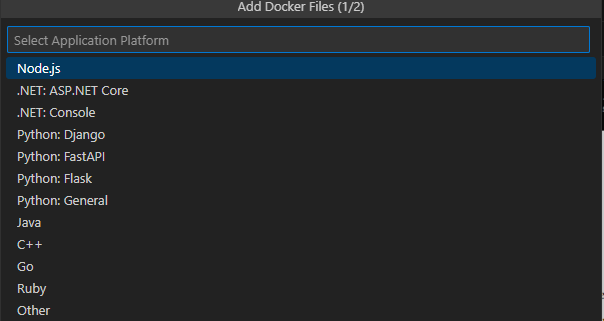 Add Docker Files (1/2)
Select Application Platform
Node.js
.NET: ASP.NET Core
.NET: Console
Python: Django
Python: FastAPI
Python: Flask
Python: General
Java
C++
Go
Ruby
Other